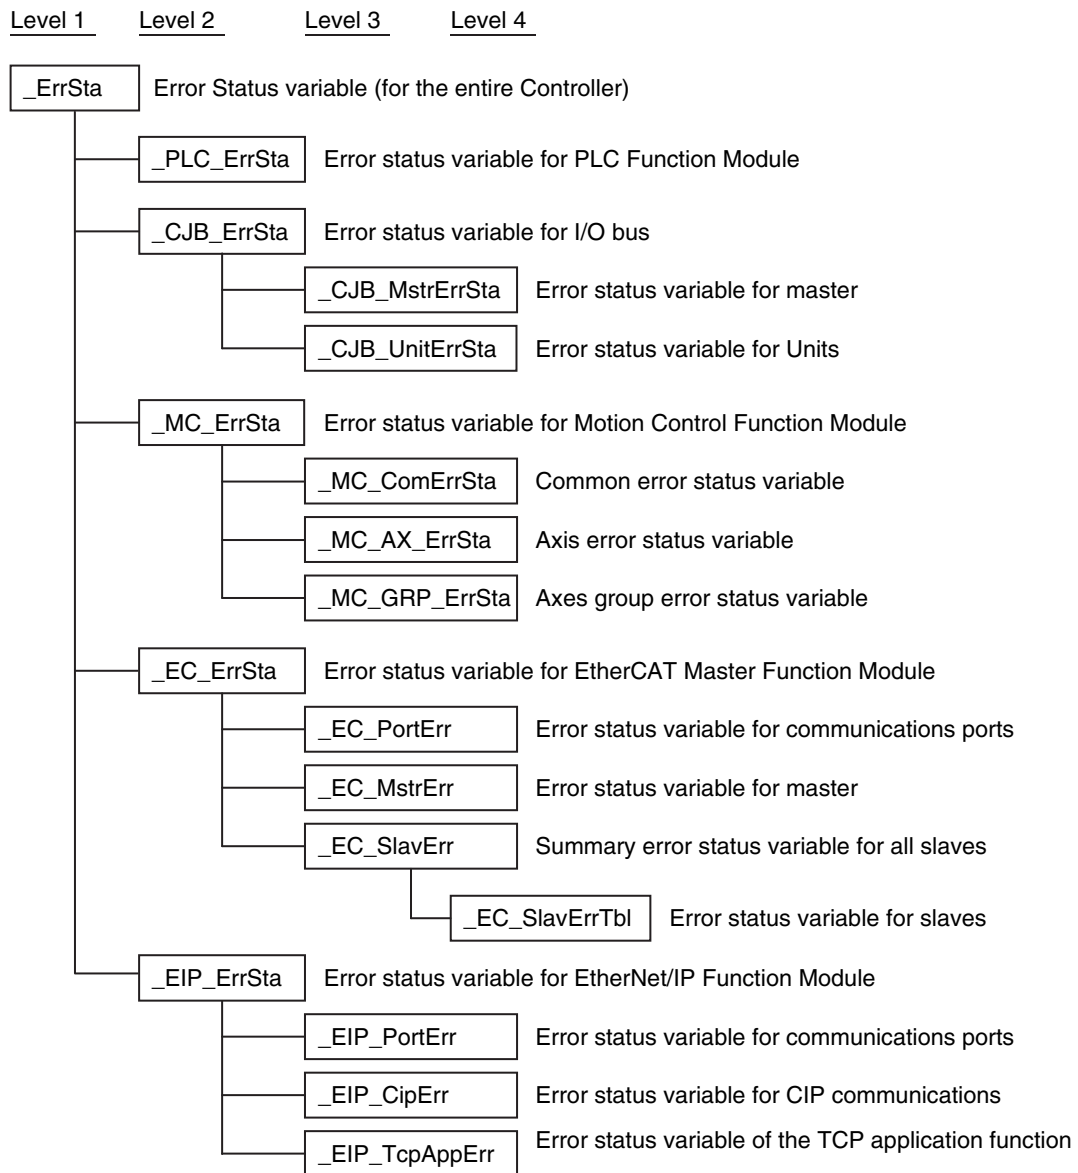 Level 1 Level 2 Level 3 Level 4
_ErrSta Error Status variable (for the entire Controller)
_PLC_ErrSta Error status variable for PLC Function Module
_CJB_ErrSta Error status variable for I/O bus
_CJB_MstrErrSta Error status variable for master
_CJB_UnitErrSta Error status variable for Units
_MC_ErrSta Error status variable for Motion Control Function Module
_MC_ComErrSta Common error status variable
_MC_AX_ErrSta Axis error status variable
_MC_GRP_ErrSta Axes group error status variable
_EC_ErrSta Error status variable for EtherCAT Master Function Module
_EC_PortErr Error status variable for communications ports
_EC_MstrErr Error status variable for master
_EC_SlavErr Summary error status variable for all slaves
_EC_SlavErrTbl Error status variable for slaves
_EIP_ErrSta Error status variable for EtherNet/IP Function Module
_EIP_PortErr Error status variable for communications ports
_EIP_CipErr Error status variable for CIP communications
_EIP_TcpAppErr Error status variable of the TCP application function